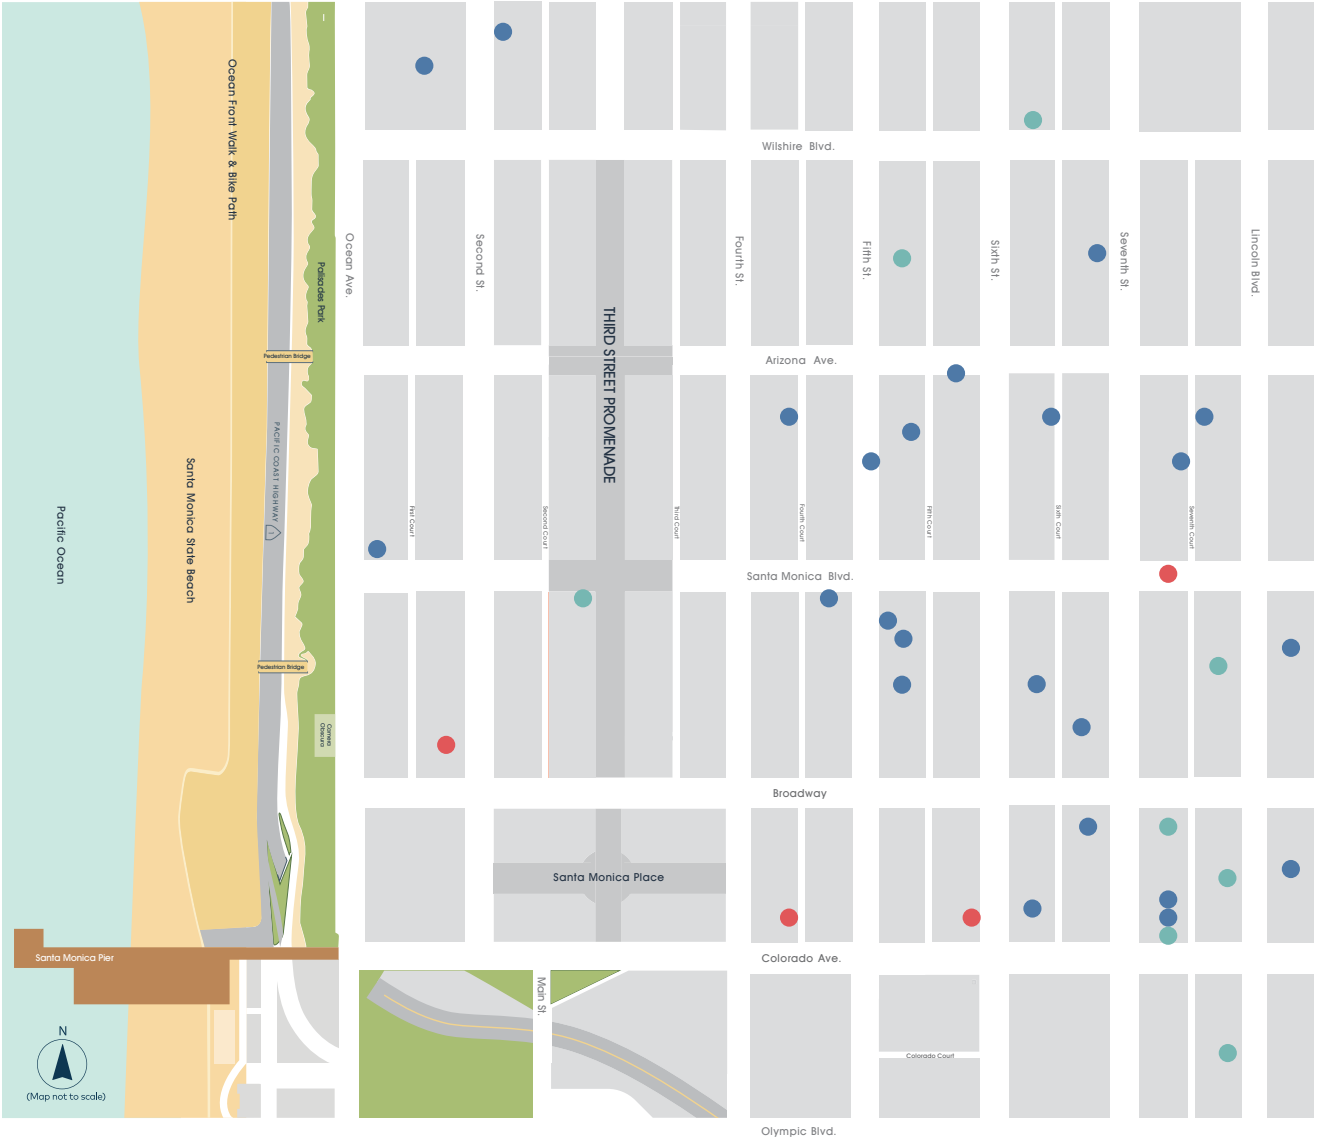 Wilshire Blvd.
Ocean Front Walk & Bike Path
Palisades Park
Ocean Ave.
Second St.
Fourth St.
Fifth St.
Sixth St.
Seventh St.
Lincoln Blvd.
THIRD STREET PROMENADE
Pedestrian Bridge
Arizona Ave.
PACIFIC COAST HIGHWAY
1
Santa Monica State Beach
Pacific Ocean
First Court
Second Court
Third Court
Fourth Court
Fifth Court
Sixth Court
Seventh Court
Santa Monica Blvd.
Pedestrian Bridge
Camera
Obscura
Broadway
Santa Monica Place
Santa Monica Pier
Colorado Ave.
Main St.
N
(Map not to scale)
Colorado Court
Olympic Blvd.